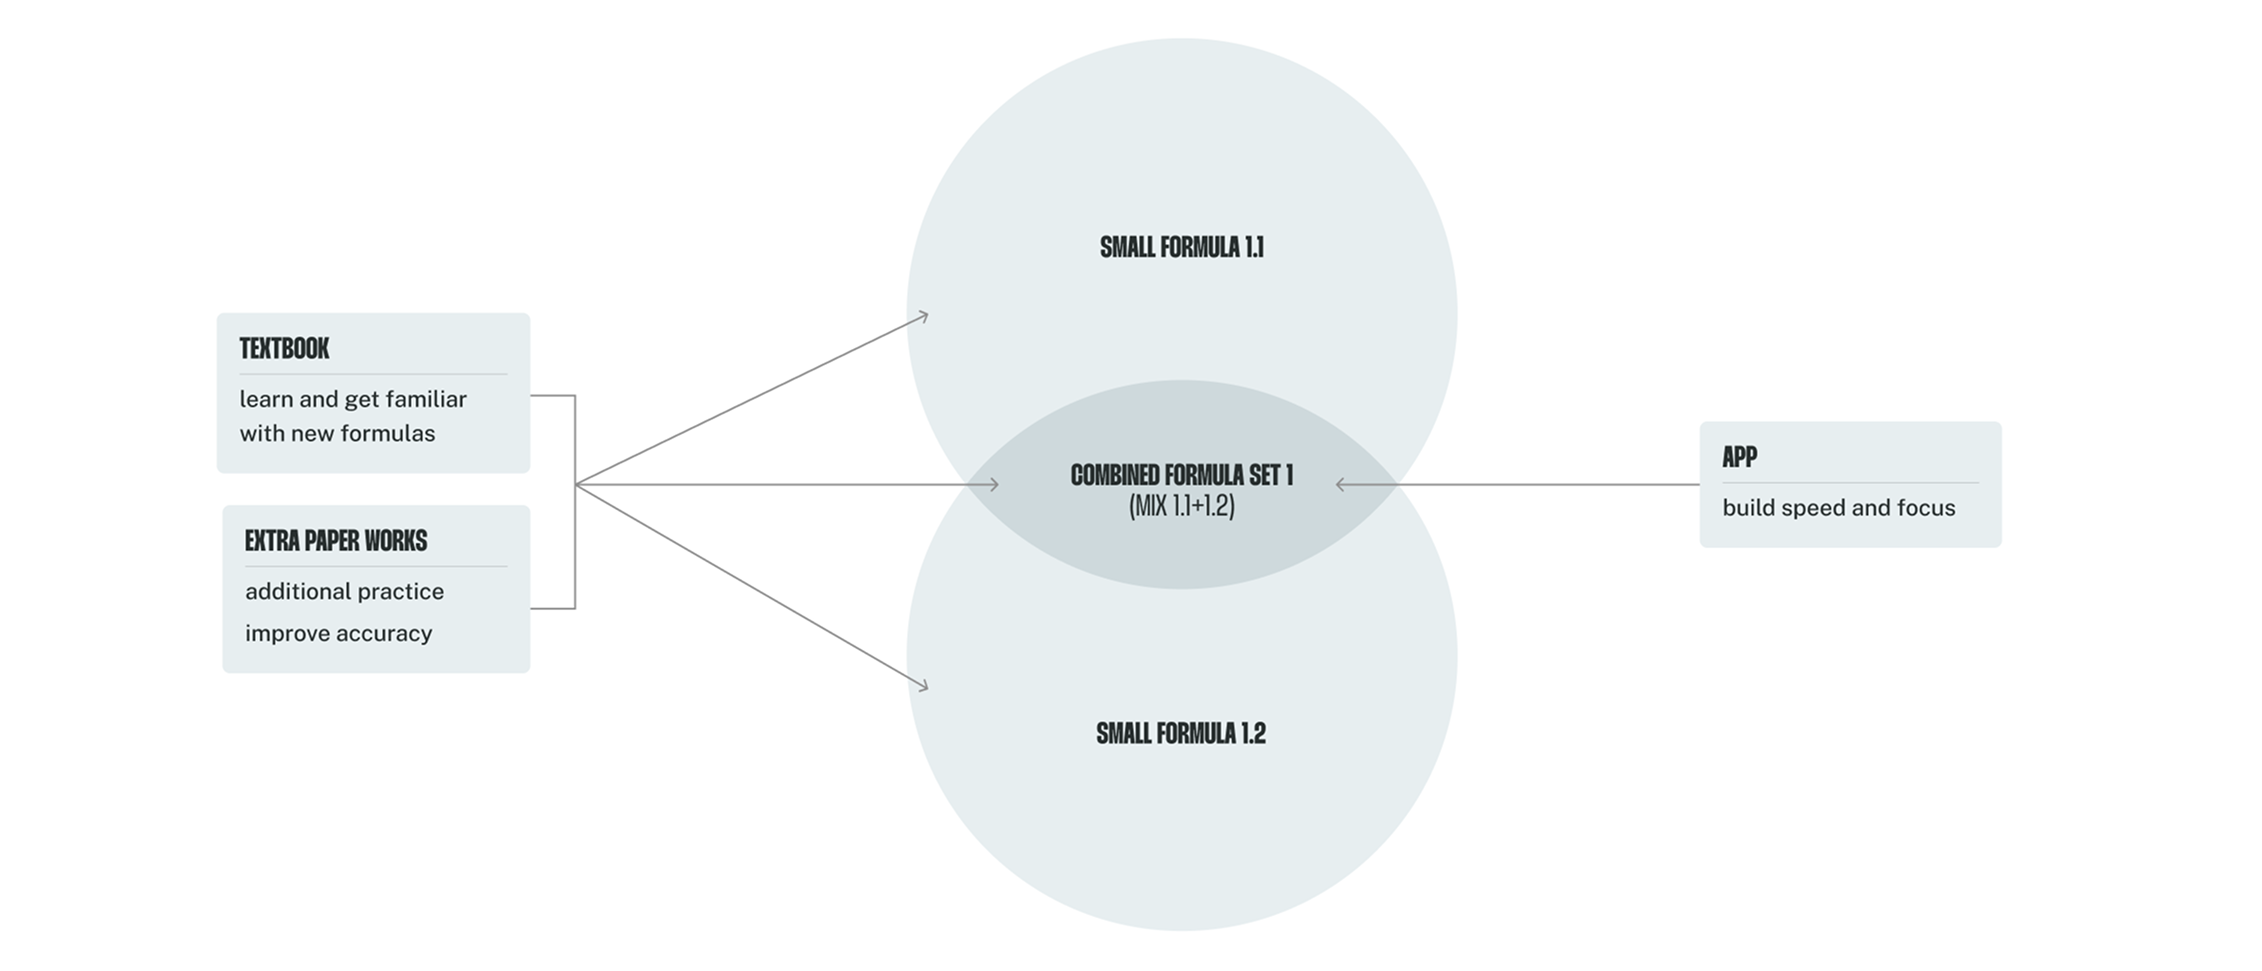 SMALL FORMULA 1.1
TEXTBOOK
learn and get familiar
with new formulas
EXTRA PAPER WORKS
additional practice
improve accuracy
COMBINED FORMULA SET 1
(MIX 1.1+1.2)
APP
build speed and focus
SMALL FORMULA 1.2